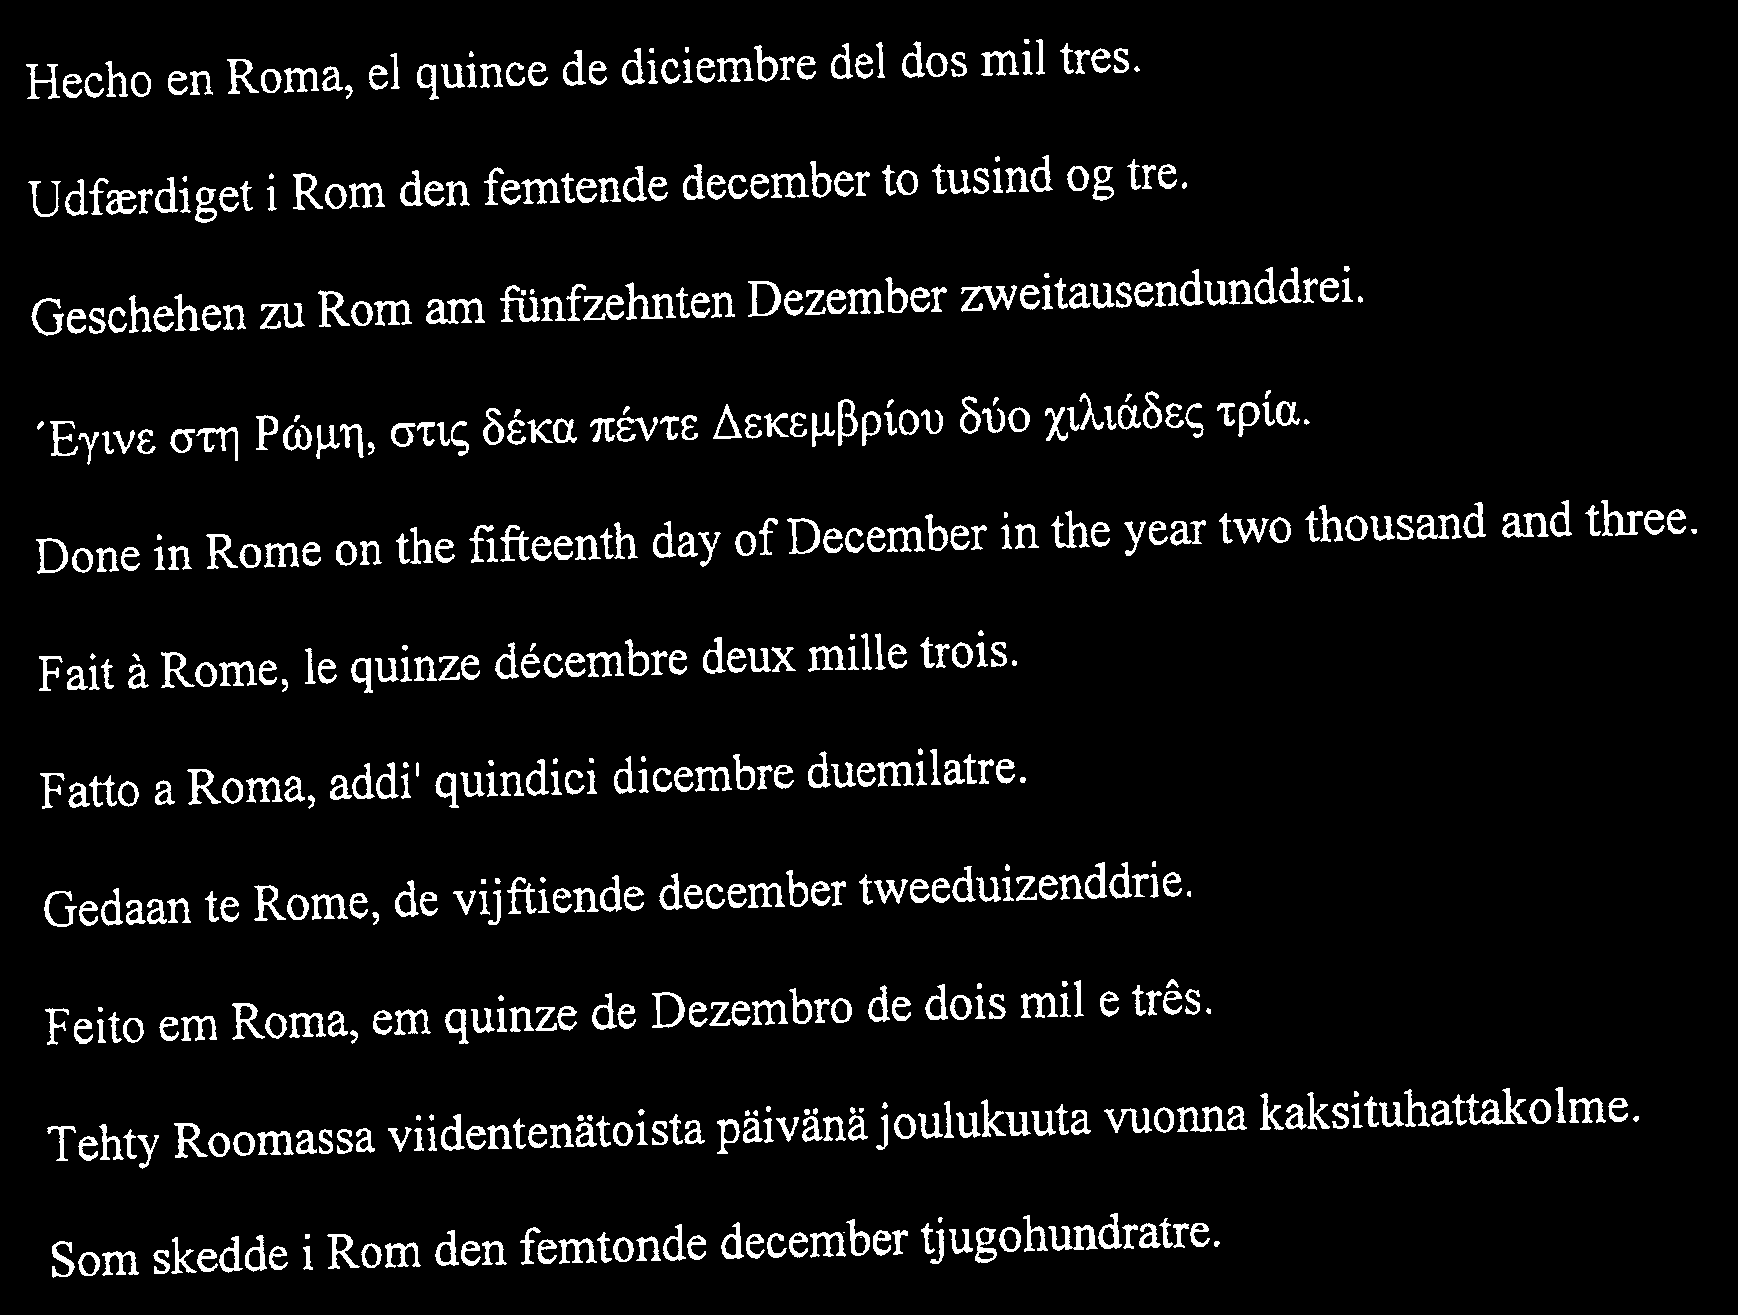 Hecho en Roma, el quince de diciembre del dos mil tres.
Udfærdiget i Rom den femtende december to tusind og tre.
Geschehen zu Rom am fünfzehnten Dezember zweitausendunddrei.
Έγινε στη Ρώμη, στις δέκα πέντε Δεκεμβρίου δύο χιλιάδες τρία.
Done in Rome on the fifteenth day of December in the year two thousand and three.
Fait à Rome, le quinze décembre deux mille trois.
Fatto a Roma, addi' quindici dicembre duemilatre.
Gedaan te Rome, de vijftiende december tweeduizenddrie.
Feito em Roma, em quinze de Dezembro de dois mil e três.
Tehty Roomassa viidentenätoista päivänä joulukuuta vuonna kaksituhattakolme.
Som skedde i Rom den femtonde december tjugohundratre.